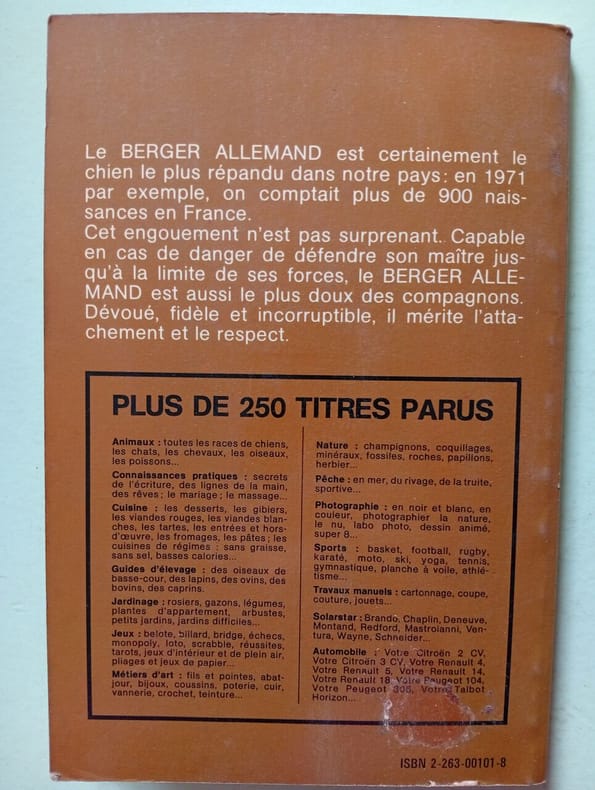 Le BERGER ALLEMAND est certainement le
chien le plus répandu dans notre pays: en 1971
par exemple, on comptait plus de 900 nais-
sances en France.
Cet engouement n'est pas surprenant. Capable
en cas de danger de défendre son maître jus-
qu'à la limite de ses forces, le BERGER ALLE-
MAND est aussi le plus doux des compagnons.
Dévoué, fidèle et incorruptible, il mérite l'atta-
chement et le respect.
PLUS DE 250 TITRES PARUS
Animaux : toutes les races de chiens,
les chats, les chevaux, les oiseaux,
les poissons...
Connaissances pratiques : secrets
de l'écriture, des lignes de la main,
des rêves ; le mariage ; le massage...
Cuisine : les desserts, les gibiers,
les viandes rouges, les viandes blan-
ches, les tartes, les entrées et hors-
d'œuvre, les fromages, les pâtes ; les
cuisines de régimes : sans graisse,
sans sel, basses calories...
Guides d'élevage : des oiseaux de
basse-cour, des lapins, des ovins, des
bovins, des caprins.
Jardinage : rosiers, gazons, légumes,
plantes d'appartement, arbustes,
petits jardins, jardins difficiles...
Jeux : belote, billard, bridge, échecs,
monopoly, loto, scrabble, réussites,
tarots, jeux d'intérieur et de plein air,
pliages et jeux de papier...
Métiers d'art : fils et pointes, abat-
jour, bijoux, coussins, poterie, cuir,
vannerie, crochet, teinture...
Nature : champignons, coquillages,
minéraux, fossiles, roches, papillons,
herbier...
Pêche : en mer, du rivage, de la truite,
sportive...
Photographie : en noir et blanc, en
couleur, photographier la nature,
le nu, labo photo, dessin animé,
super 8...
Sports : basket, football, rugby,
karaté, moto, ski, yoga, tennis,
gymnastique, planche à voile, athlé-
tisme...
Travaux manuels : cartonnage, coupe,
couture, jouets...
Solarstar : Brando, Chaplin, Deneuve,
Montand, Redford, Mastroianni, Ven-
tura, Wayne, Schneider...
Automobile : Votre Citroën 2 CV,
Votre Citroën 3 CV, Votre Renault 4,
Votre Renault 5, Votre Renault 14,
Votre Renault 18, Votre Peugeot 104,
Votre Peugeot 305, Votre Talbot
Horizon...
ISBN 2-263-00101-8